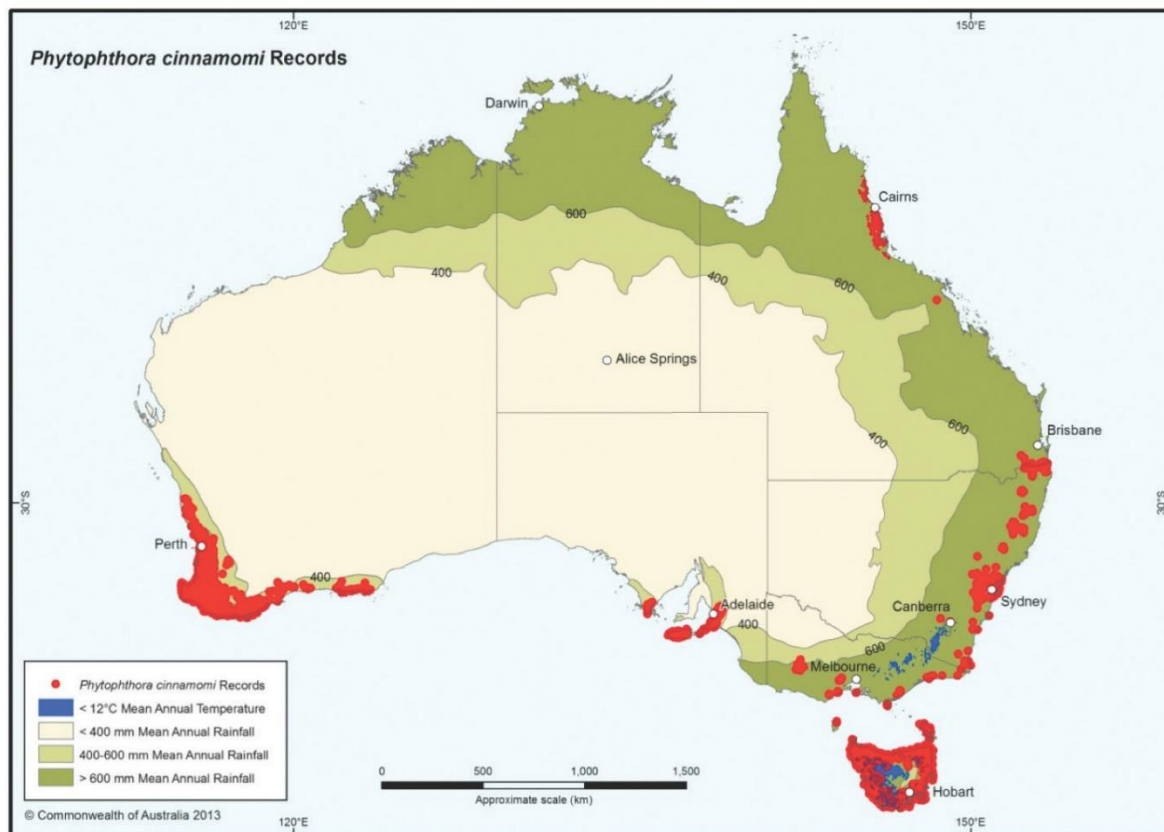 120°E
150°E
Phytophthora cinnamomi Records
Darwin
Cairns
600
400
400
600
Alice Springs
600
400
Brisbane
30°S
30°S
Perth
400
Adelaide
400
Canberra
Sydney
600
Melbourne
Hobart
Phytophthora cinnamomi Records
< 12°C Mean Annual Temperature
< 400 mm Mean Annual Rainfall
400-600 mm Mean Annual Rainfall
> 600 mm Mean Annual Rainfall
0 500 1,000 1,500
Approximate scale (km)
© Commonwealth of Australia 2013
120°E
150°E